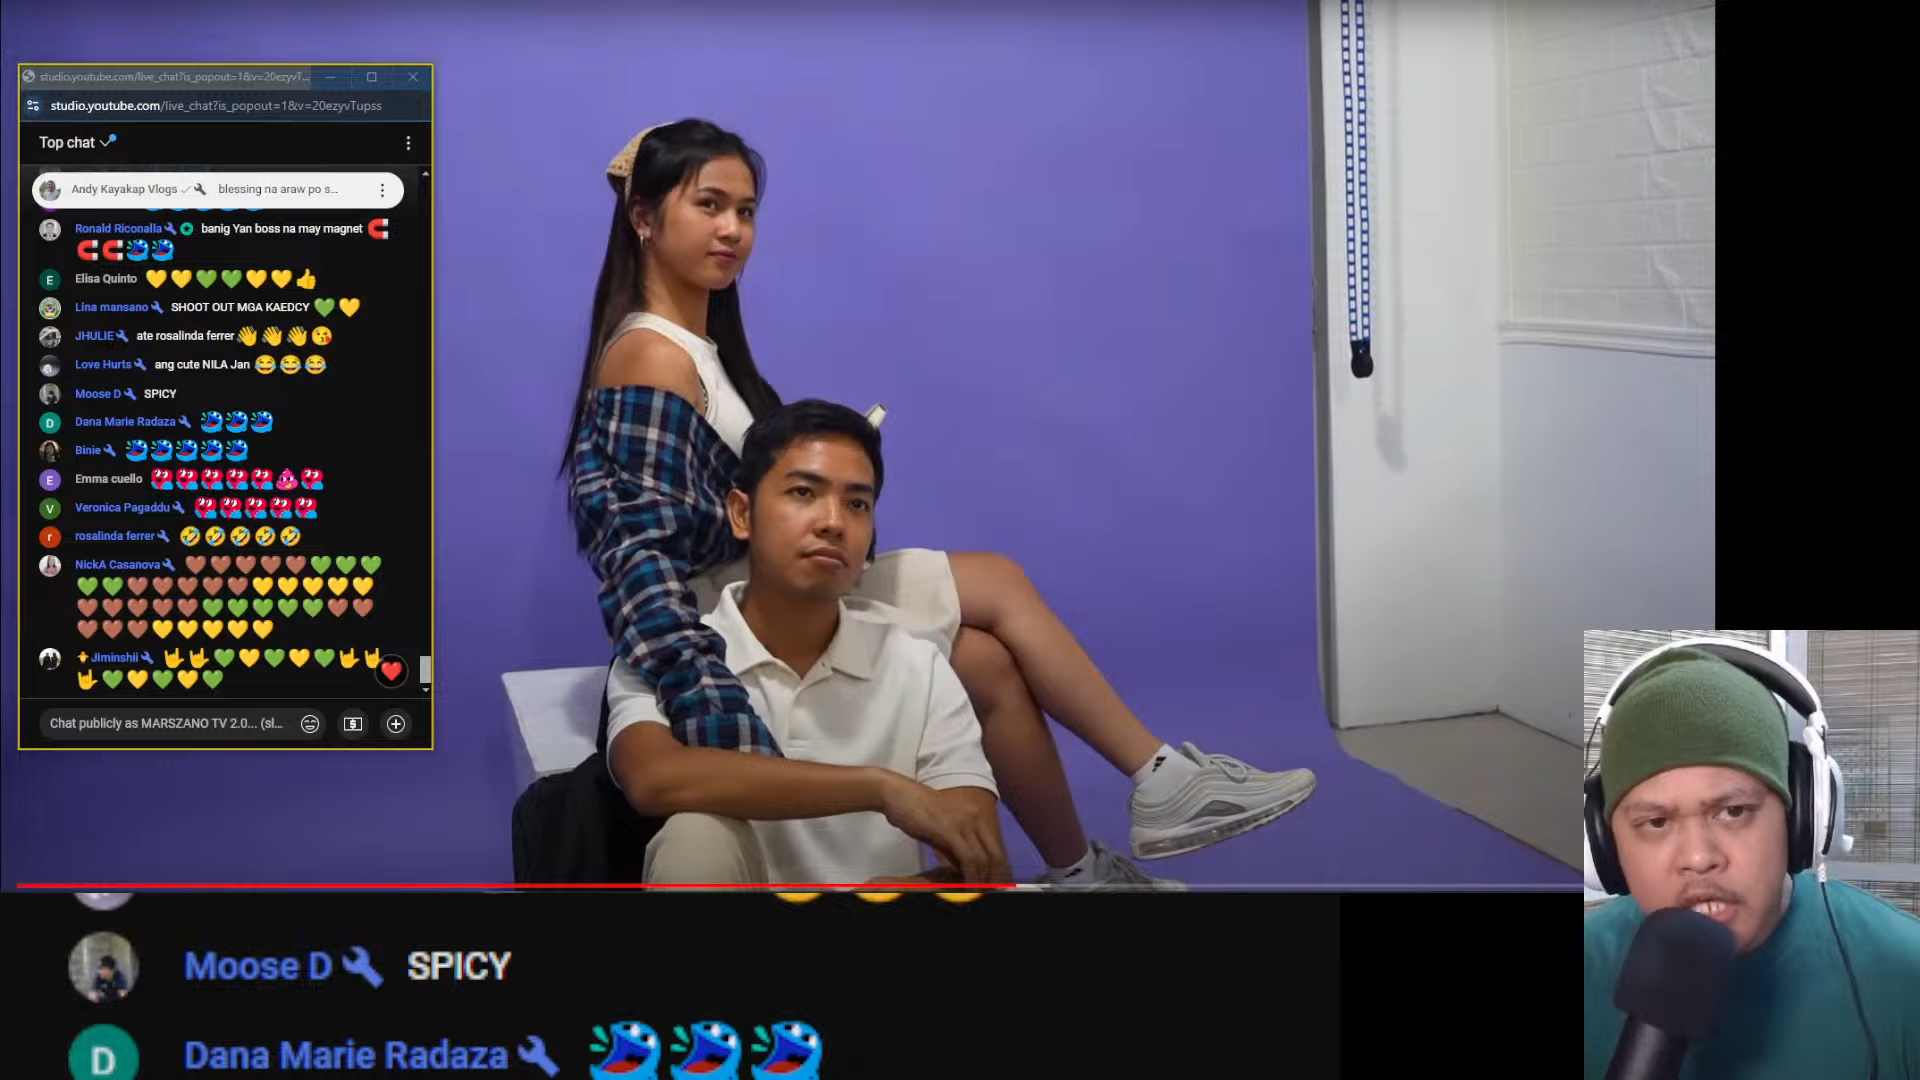 studio.youtube.com/live_chat?is_popout=1&v=20ezyvT...
studio.youtube.com/live_chat?is_popout=1&v=20ezyvTupss
Top chat
Andy Kayakap Vlogs blessing na araw po s...
Ronald Riconalla banig Yan boss na may magnet 🧲
🧲🧲
Elisa Quinto 💛💛💚💚💛💛👍
Lina mansano SHOOT OUT MGA KAEDCY 💚💛
JHULIE ate rosalinda ferrer 👋👋👋😘
Love Hurts ang cute NILA Jan 😂😂😂
Moose D SPICY
D Dana Marie Radaza
Binie
E Emma cuello
V Veronica Pagaddu
r rosalinda ferrer 🤣🤣🤣🤣🤣
NickA Casanova 🤎🤎🤎🤎🤎💚💚💚
💚💚🤎🤎🤎🤎🤎💛💛💛💛💛
🤎🤎🤎🤎🤎💚💚💚💚💚🤎🤎
🤎🤎🤎💛💛💛💛💛
Jiminshii 🤟🤟💚💛💚💛💚🤟🤟
🤟💚💛💚💛💚
Chat publicly as MARSZANO TV 2.0... (sl...
Moose D SPICY
D Dana Marie Radaza